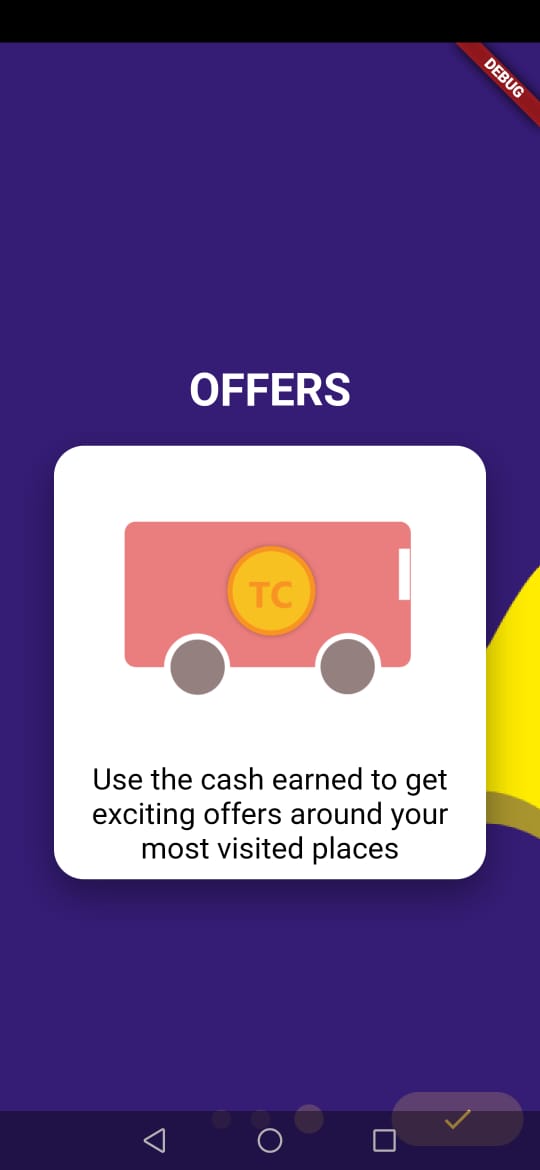 DEBUG
OFFERS
TC
Use the cash earned to get
exciting offers around your
most visited places